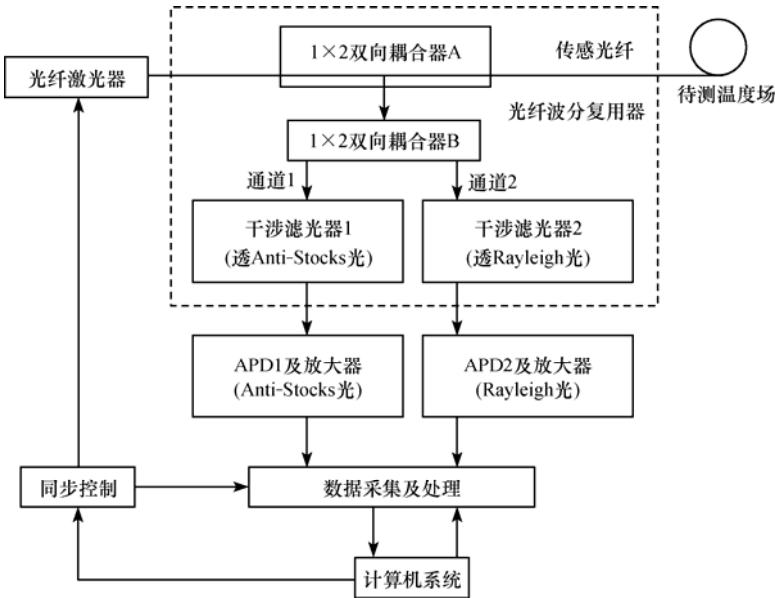 1×2双向耦合器A
传感光纤
光纤激光器
待测温度场
光纤波分复用器
1×2双向耦合器B
通道1
通道2
干涉滤光器1
(透Anti-Stocks光)
干涉滤光器2
(透Rayleigh光)
APD1及放大器
(Anti-Stocks光)
APD2及放大器
(Rayleigh光)
同步控制
数据采集及处理
计算机系统